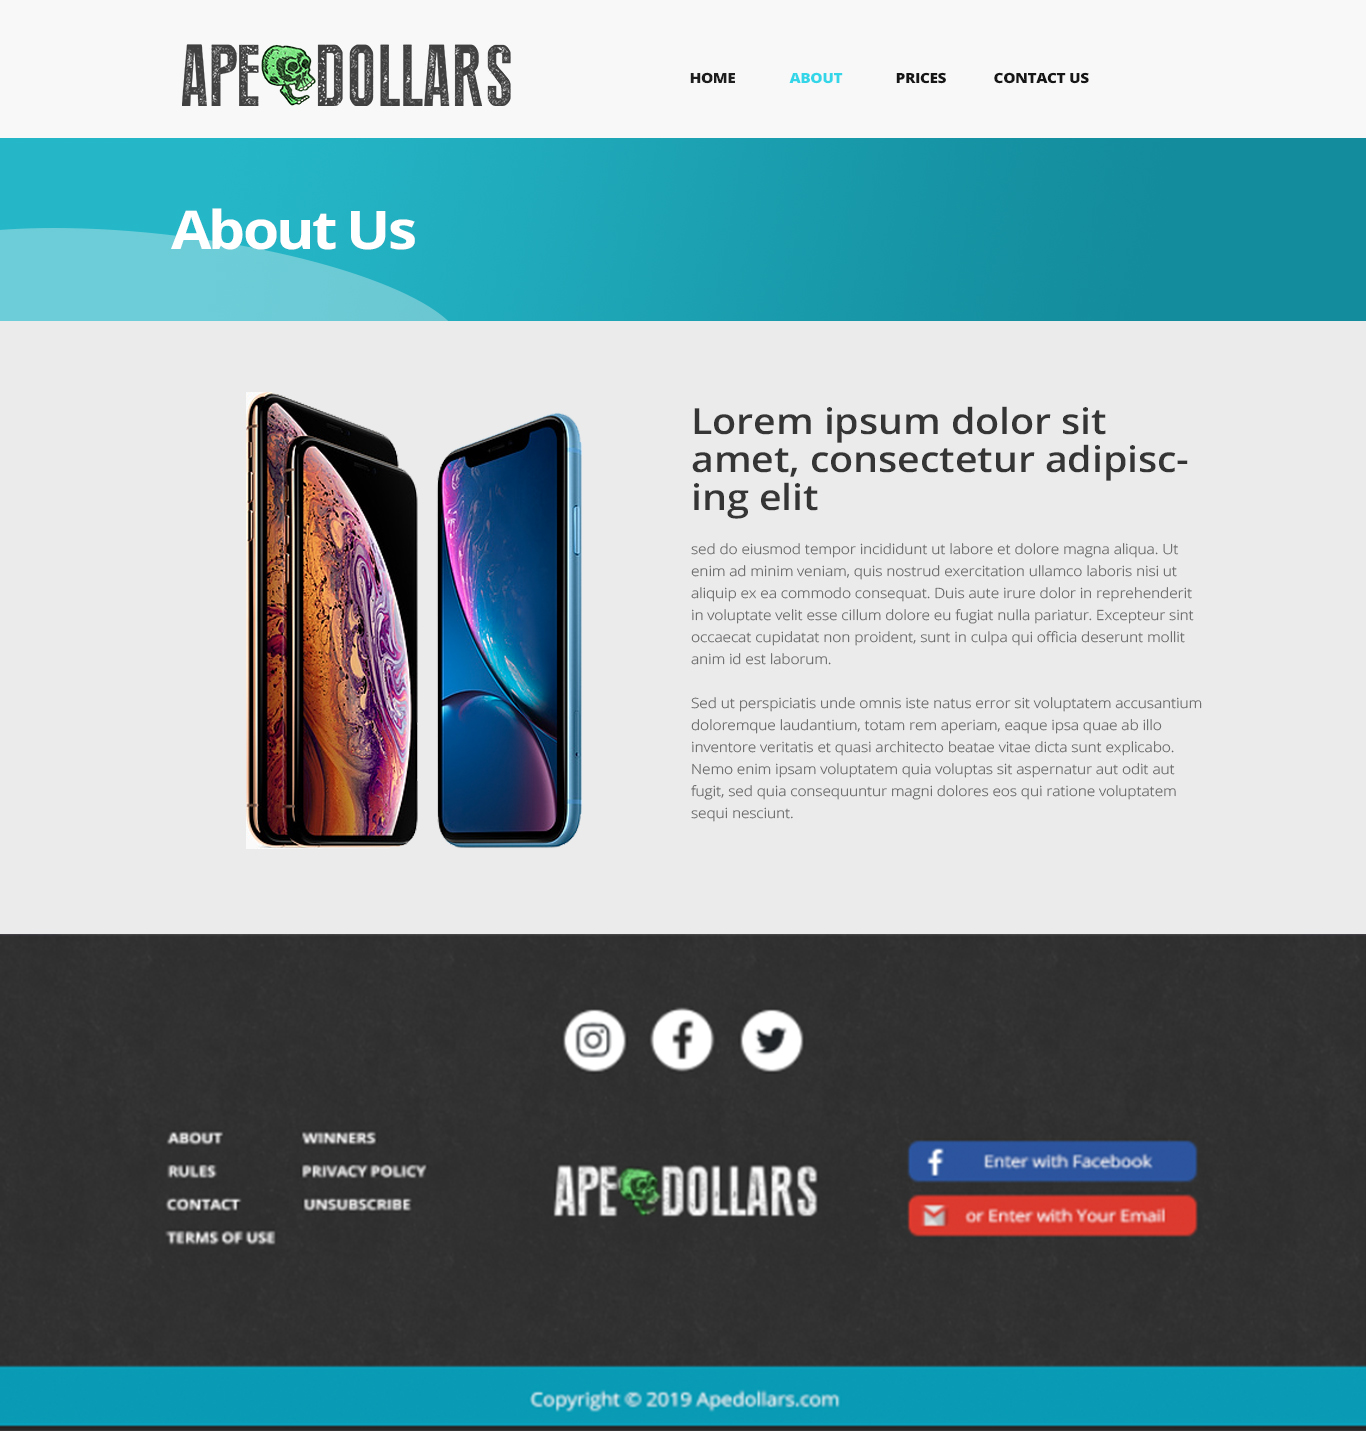 APE DOLLARS
HOME ABOUT PRICES CONTACT US
About Us
Lorem ipsum dolor sit
amet, consectetur adipisc-
ing elit
sed do eiusmod tempor incididunt ut labore et dolore magna aliqua. Ut
enim ad minim veniam, quis nostrud exercitation ullamco laboris nisi ut
aliquip ex ea commodo consequat. Duis aute irure dolor in reprehenderit
in voluptate velit esse cillum dolore eu fugiat nulla pariatur. Excepteur sint
occaecat cupidatat non proident, sunt in culpa qui officia deserunt mollit
anim id est laborum.
Sed ut perspiciatis unde omnis iste natus error sit voluptatem accusantium
doloremque laudantium, totam rem aperiam, eaque ipsa quae ab illo
inventore veritatis et quasi architecto beatae vitae dicta sunt explicabo.
Nemo enim ipsam voluptatem quia voluptas sit aspernatur aut odit aut
fugit, sed quia consequuntur magni dolores eos qui ratione voluptatem
sequi nesciunt.
ABOUT WINNERS
RULES PRIVACY POLICY
CONTACT UNSUBSCRIBE
TERMS OF USE
APE DOLLARS
Enter with Facebook
or Enter with Your Email
Copyright © 2019 Apedollars.com